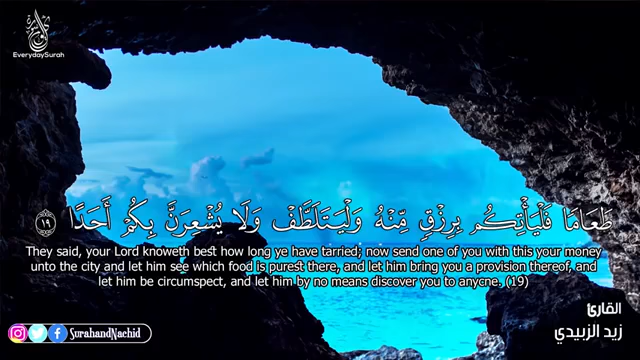 EverydaySurah
طَعَامًا فَلْيَأْتِكُم بِرِزْقٍ مِّنْهُ وَلْيَتَلَطَّفْ وَلَا يُشْعِرَنَّ بِكُمْ أَحَدًا ١٩
They said, your Lord knoweth best how long ye have tarried; now send one of you with this your money
unto the city and let him see which food is purest there, and let him bring you a provision thereof, and
let him be circumspect, and let him by no means discover you to anycne. (19)
SurahandNachid
القارئ
زيد الزبيدي